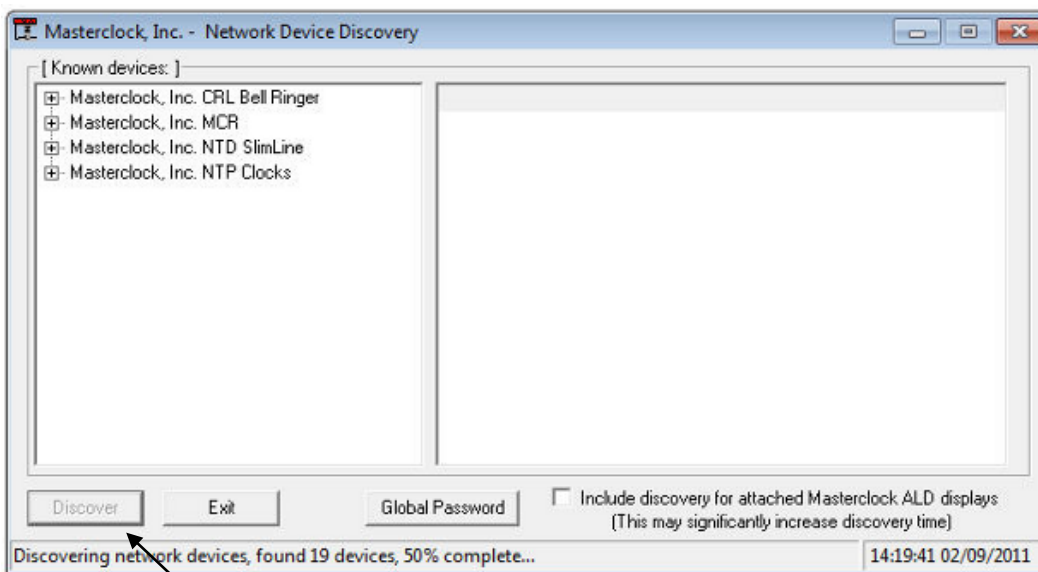 Masterclock, Inc. - Network Device Discovery
[ Known devices: ]
Masterclock, Inc. CRL Bell Ringer
Masterclock, Inc. MCR
Masterclock, Inc. NTD SlimLine
Masterclock, Inc. NTP Clocks
Discover
Exit
Global Password
Include discovery for attached Masterclock ALD displays
(This may significantly increase discovery time)
Discovering network devices, found 19 devices, 50% complete...
14:19:41 02/09/2011